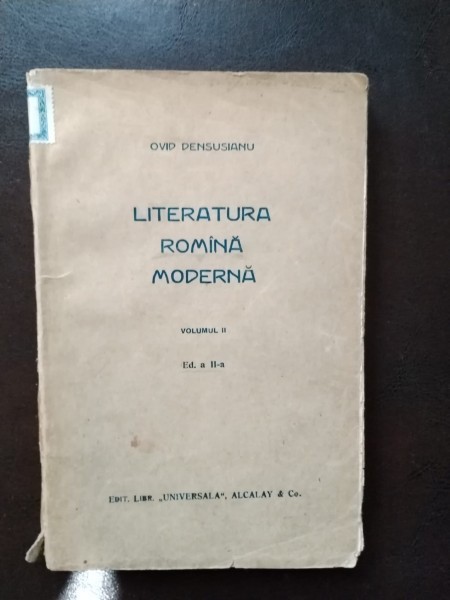 OVID DENSUSIANU
LITERATURA
ROMÎNĂ
MODERNĂ
VOLUMUL II
Ed. a II-a
EDIT. LIBR. „UNIVERSALA“, ALCALAY & Co.